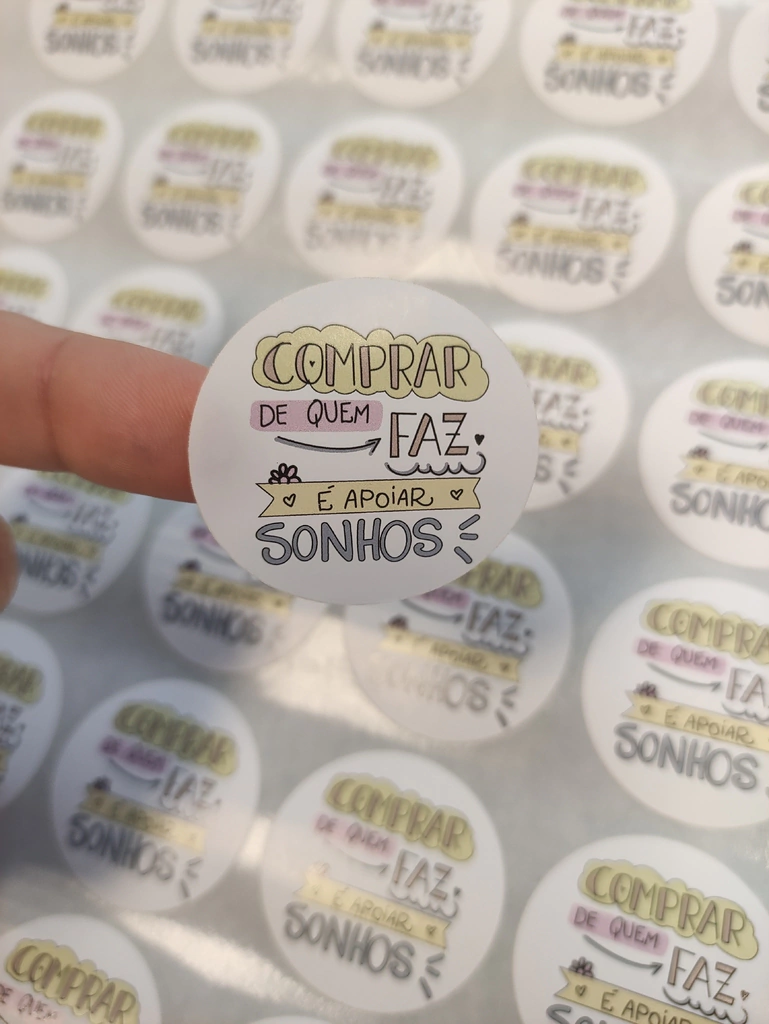 COMPRAR
DE QUEM
FAZ
É APOIAR
SONHOS